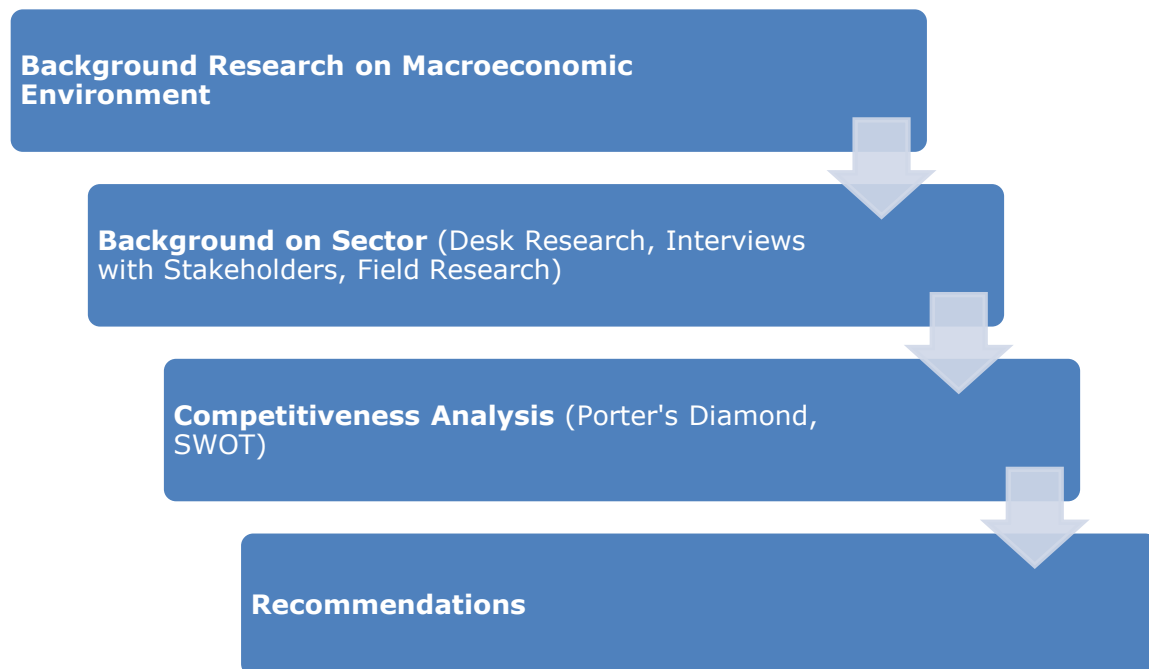 Background Research on Macroeconomic
Environment
Background on Sector (Desk Research, Interviews
with Stakeholders, Field Research)
Competitiveness Analysis (Porter's Diamond,
SWOT)
Recommendations